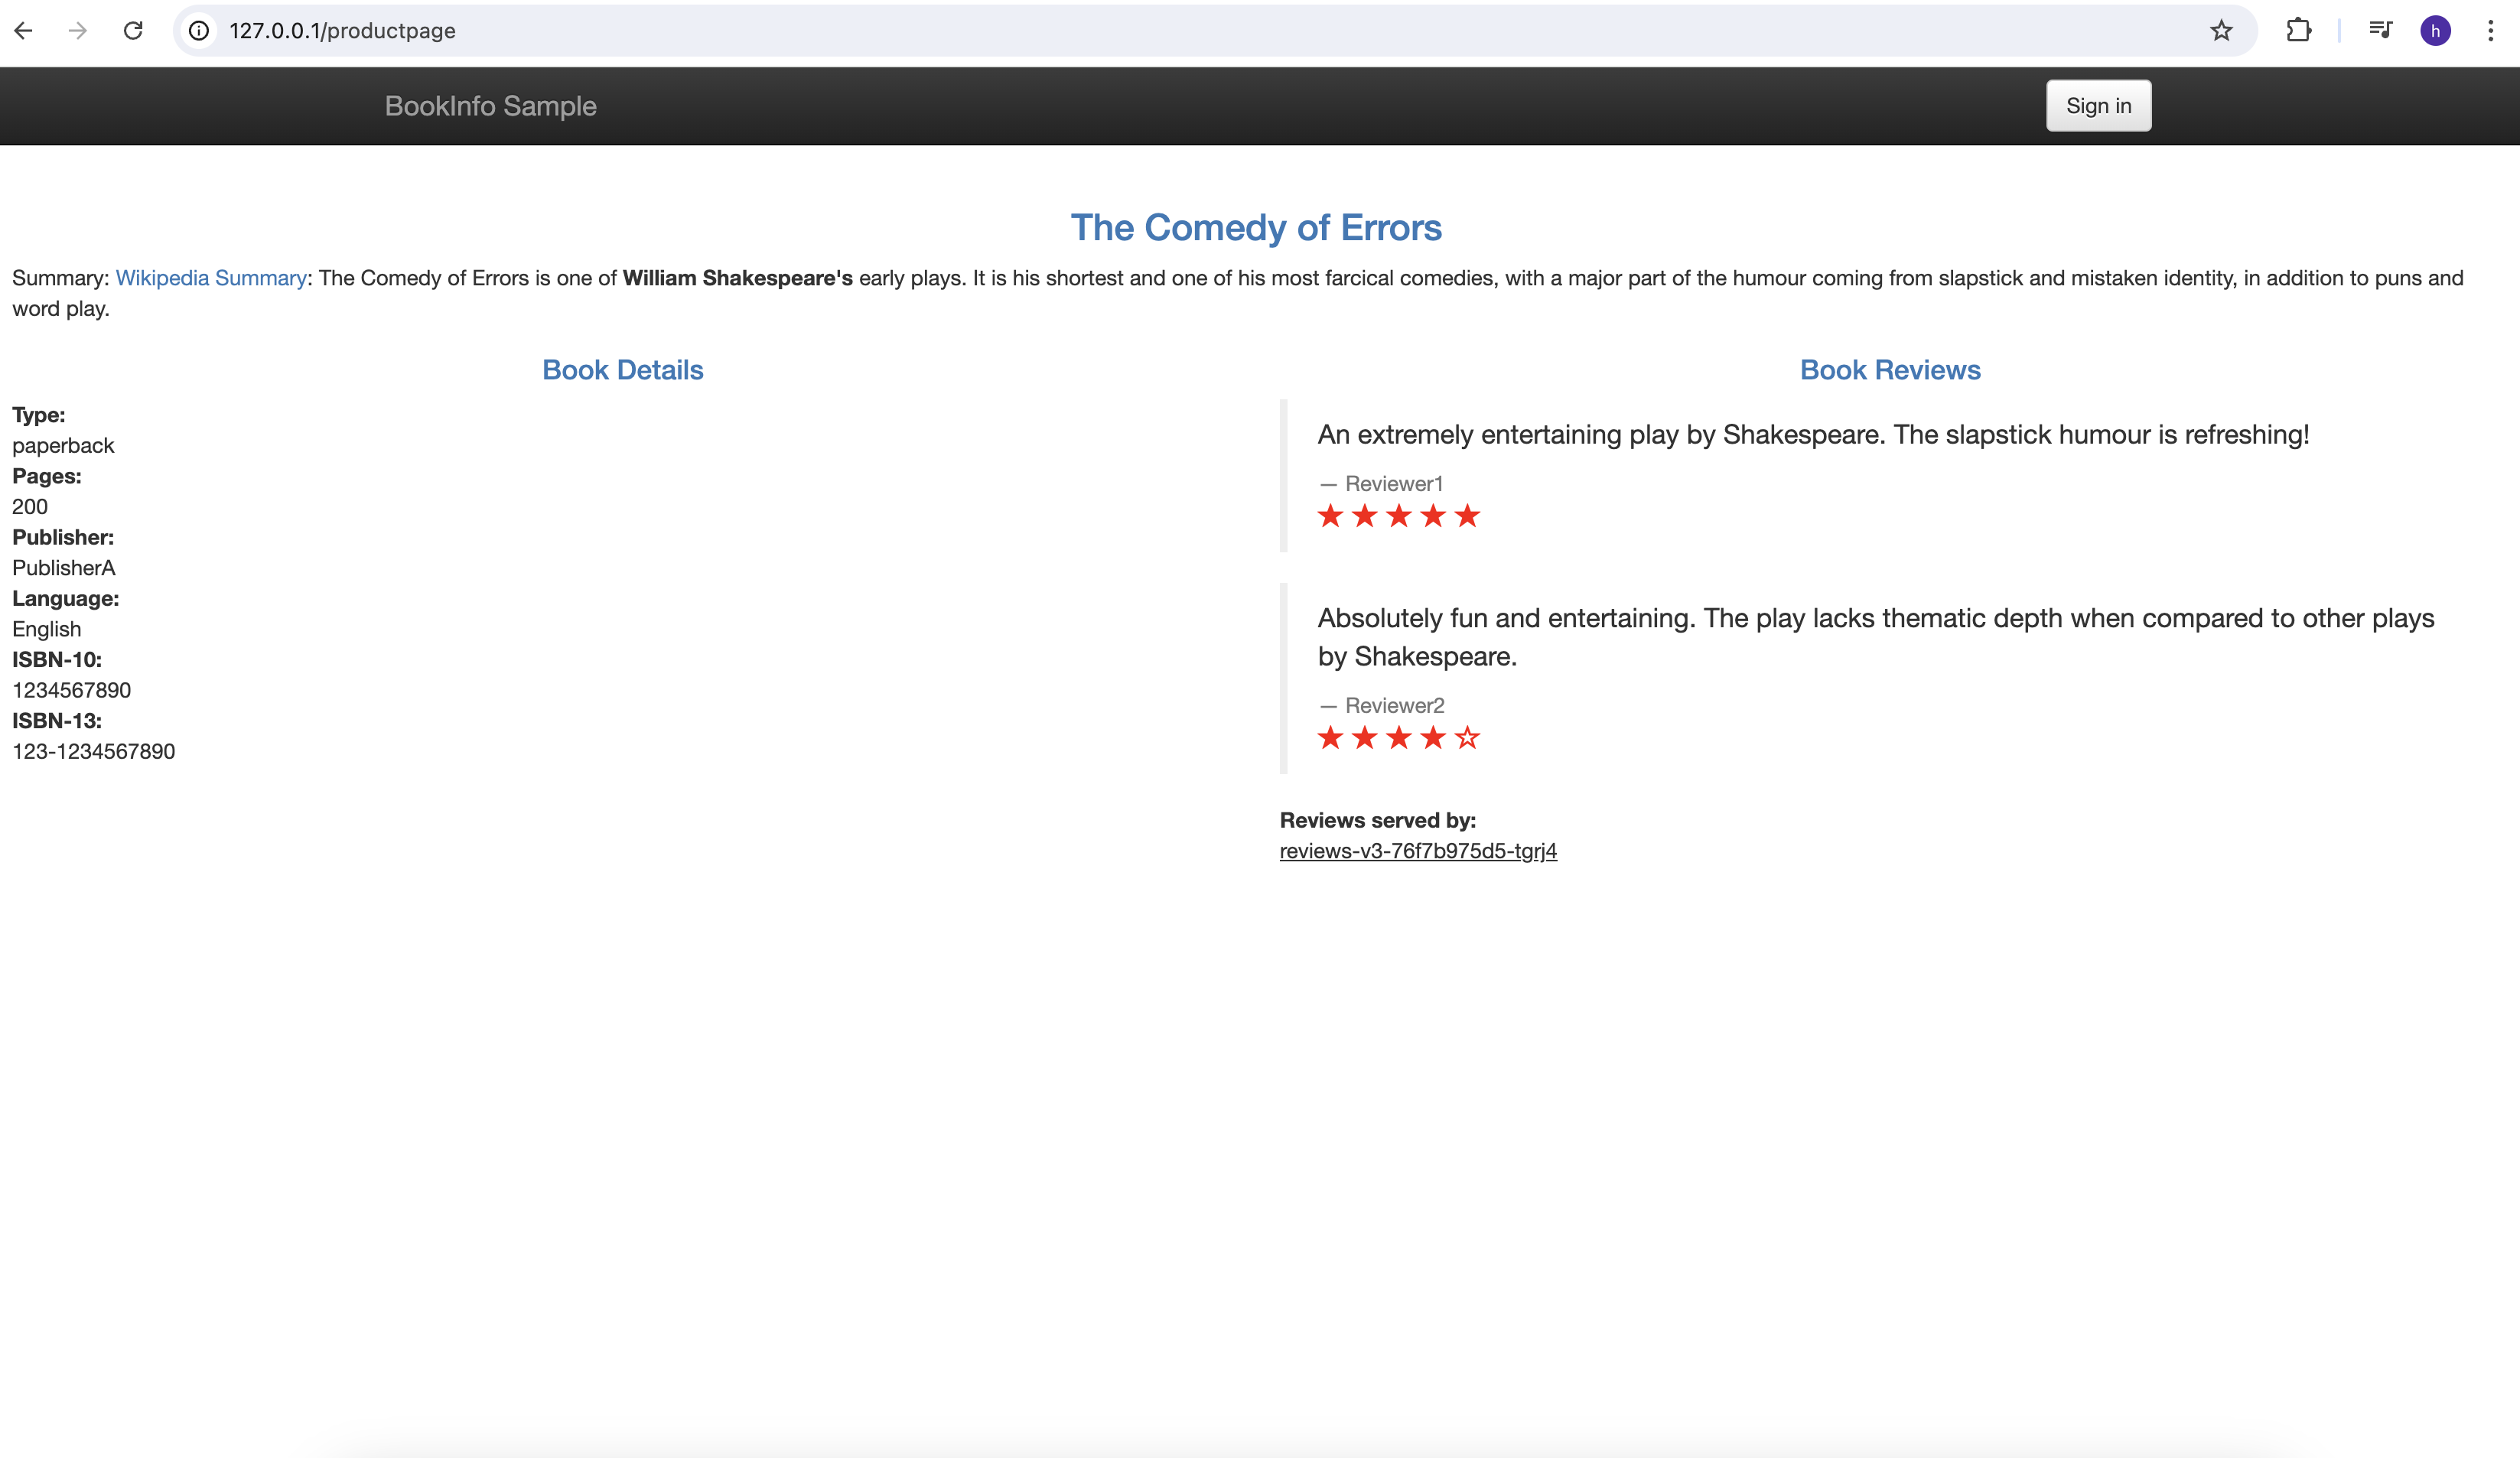 127.0.0.1/productpage
h
BookInfo Sample
Sign in
The Comedy of Errors
Summary: Wikipedia Summary: The Comedy of Errors is one of William Shakespeare's early plays. It is his shortest and one of his most farcical comedies, with a major part of the humour coming from slapstick and mistaken identity, in addition to puns and
word play.
Book Details
Type:
paperback
Pages:
200
Publisher:
PublisherA
Language:
English
ISBN-10:
1234567890
ISBN-13:
123-1234567890
Book Reviews
An extremely entertaining play by Shakespeare. The slapstick humour is refreshing!
— Reviewer1
Absolutely fun and entertaining. The play lacks thematic depth when compared to other plays
by Shakespeare.
— Reviewer2
Reviews served by:
reviews-v3-76f7b975d5-tgrj4